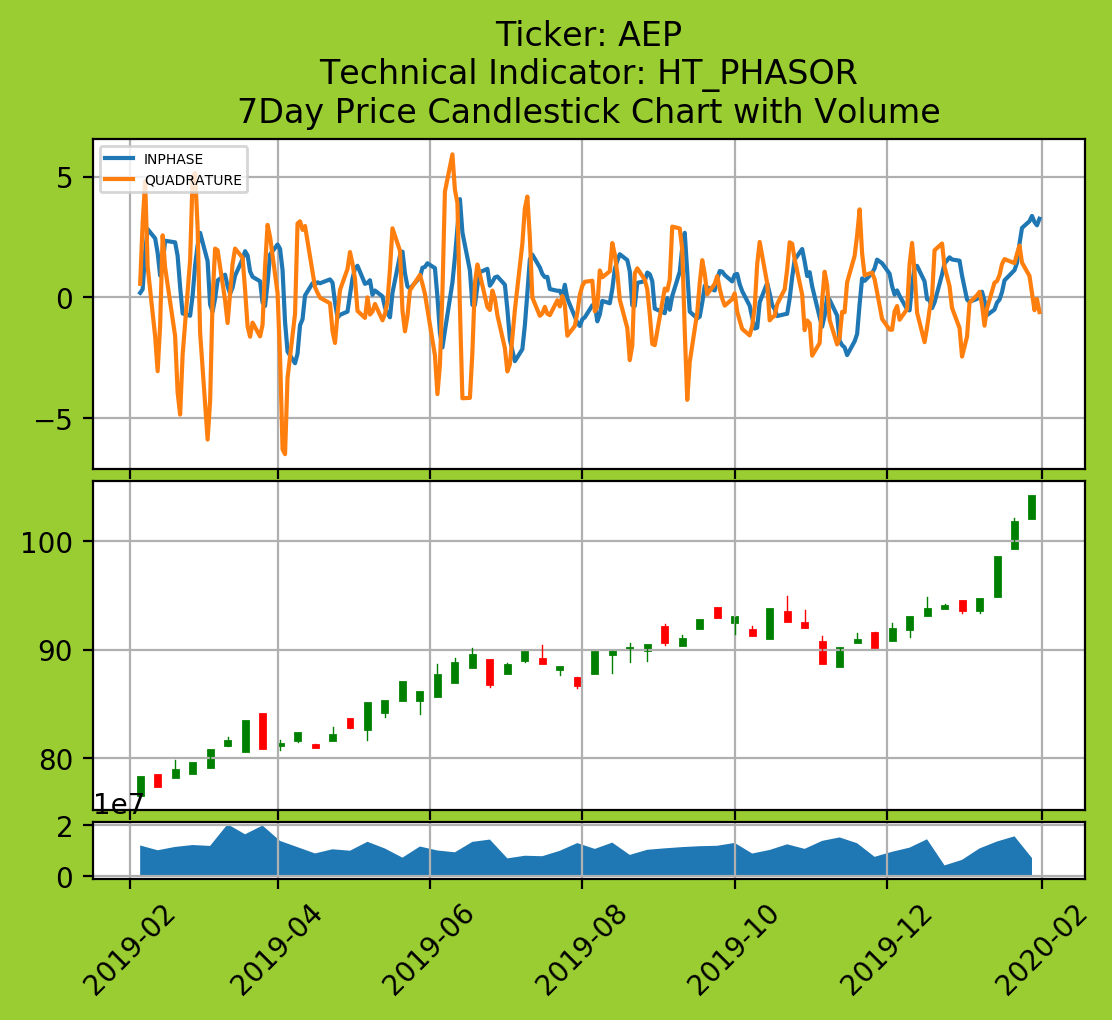 Ticker: AEP
Technical Indicator: HT_PHASOR
7Day Price Candlestick Chart with Volume
INPHASE
QUADRATURE
5
0
−5
100
90
80
1e7
2
0
2019-02
2019-04
2019-06
2019-08
2019-10
2019-12
2020-02